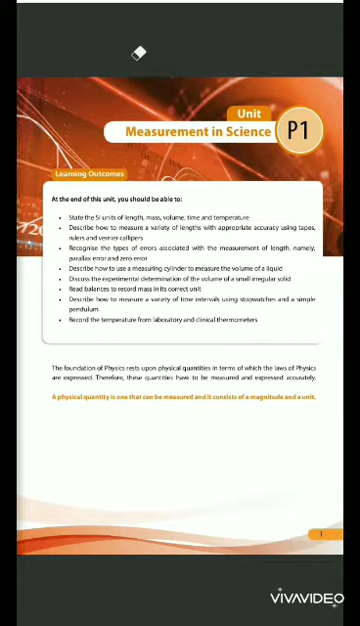 Unit
Measurement in Science
P1
Learning Outcomes
At the end of this unit, you should be able to:
• State the SI units of length, mass, volume, time and temperature
• Describe how to measure a variety of lengths with appropriate accuracy using tapes,
rulers and vernier callipers
• Recognise the types of errors associated with the measurement of length, namely,
parallax error and zero error
• Describe how to use a measuring cylinder to measure the volume of a liquid
• Discuss the experimental determination of the volume of a small irregular solid
• Read balances to record mass in its correct unit
• Describe how to measure a variety of time intervals using stopwatches and a simple
pendulum
• Record the temperature from laboratory and clinical thermometers
The foundation of Physics rests upon physical quantities in terms of which the laws of Physics
are expressed. Therefore, these quantities have to be measured and expressed accurately.
A physical quantity is one that can be measured and it consists of a magnitude and a unit.
1
VIVAVIDEO